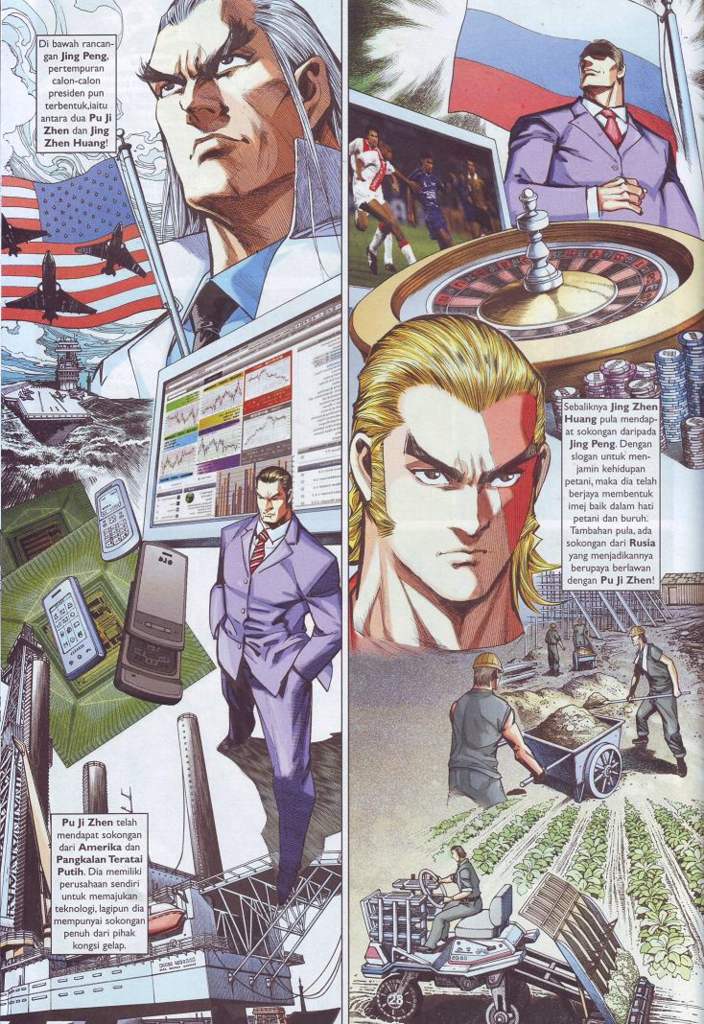 Di bawah rancan-
gan Jing Peng,
pertempuran
calon-calon
presiden pun
terbentuk,iaitu
antara dua Pu Ji
Zhen dan Jing
Zhen Huang!
Pu Ji Zhen telah
mendapat sokongan
dari Amerika dan
Pangkalan Teratai
Putih. Dia memiliki
perusahaan sendiri
untuk memajukan
teknologi, lagipun dia
mempunyai sokongan
penuh dari pihak
kongsi gelap.
Sebaliknya Jing Zhen
Huang pula mendap-
at sokongan daripada
Jing Peng. Dengan
slogan untuk men-
jamin kehidupan
petani, maka dia telah
berjaya membentuk
imej baik dalam hati
petani dan buruh.
Tambahan pula, ada
sokongan dari Rusia
yang menjadikannya
berupaya berlawan
dengan Pu Ji Zhen!
28